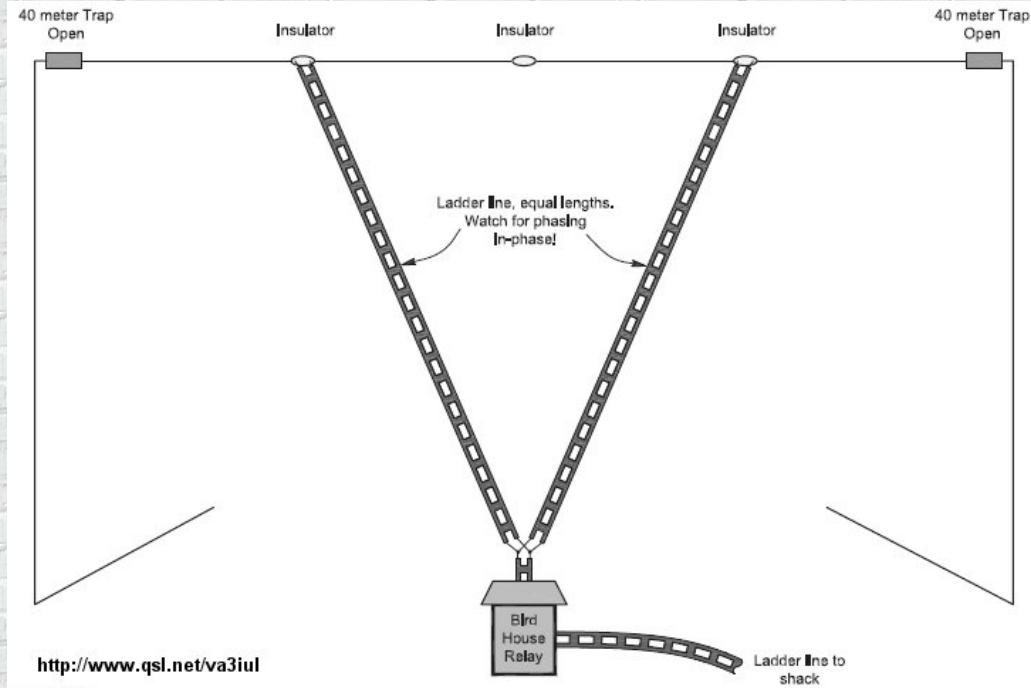 40 meter Trap
Open
Insulator
Insulator
Insulator
40 meter Trap
Open
Ladder line, equal lengths.
Watch for phasing
In-phase!
Bird
House
Relay
Ladder line to
shack
http://www.qsl.net/va3iul